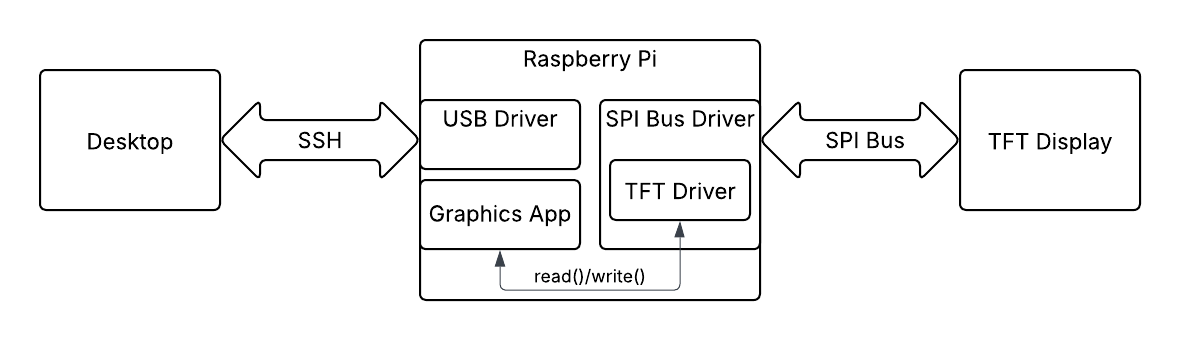 Raspberry Pi
Desktop
SSH
USB Driver
Graphics App
SPI Bus Driver
TFT Driver
read()/write()
SPI Bus
TFT Display